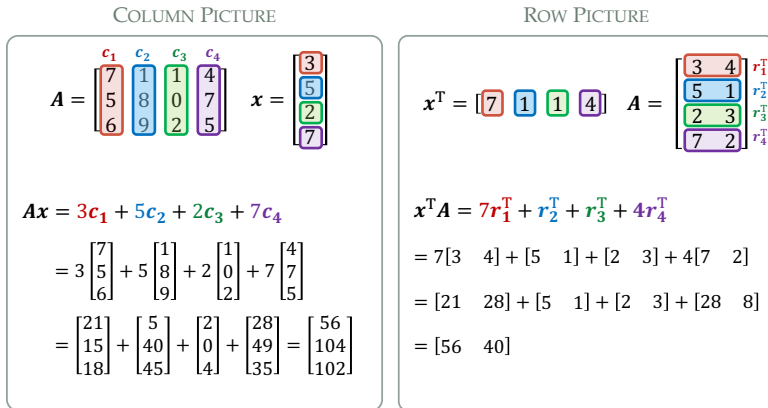 COLUMN PICTURE
c₁ c₂ c₃ c₄
A = [7 1 1 4; 5 8 0 7; 6 9 2 5] x = [3; 5; 2; 7]
Ax = 3c₁ + 5c₂ + 2c₃ + 7c₄
= 3 [7; 5; 6] + 5 [1; 8; 9] + 2 [1; 0; 2] + 7 [4; 7; 5]
= [21; 15; 18] + [5; 40; 45] + [2; 0; 4] + [28; 49; 35] = [56; 104; 102]
ROW PICTURE
xᵀ = [7 1 1 4] A = [3 4; 5 1; 2 3; 7 2] r₁ᵀ r₂ᵀ r₃ᵀ r₄ᵀ
xᵀA = 7r₁ᵀ + r₂ᵀ + r₃ᵀ + 4r₄ᵀ
= 7[3 4] + [5 1] + [2 3] + 4[7 2]
= [21 28] + [5 1] + [2 3] + [28 8]
= [56 40]